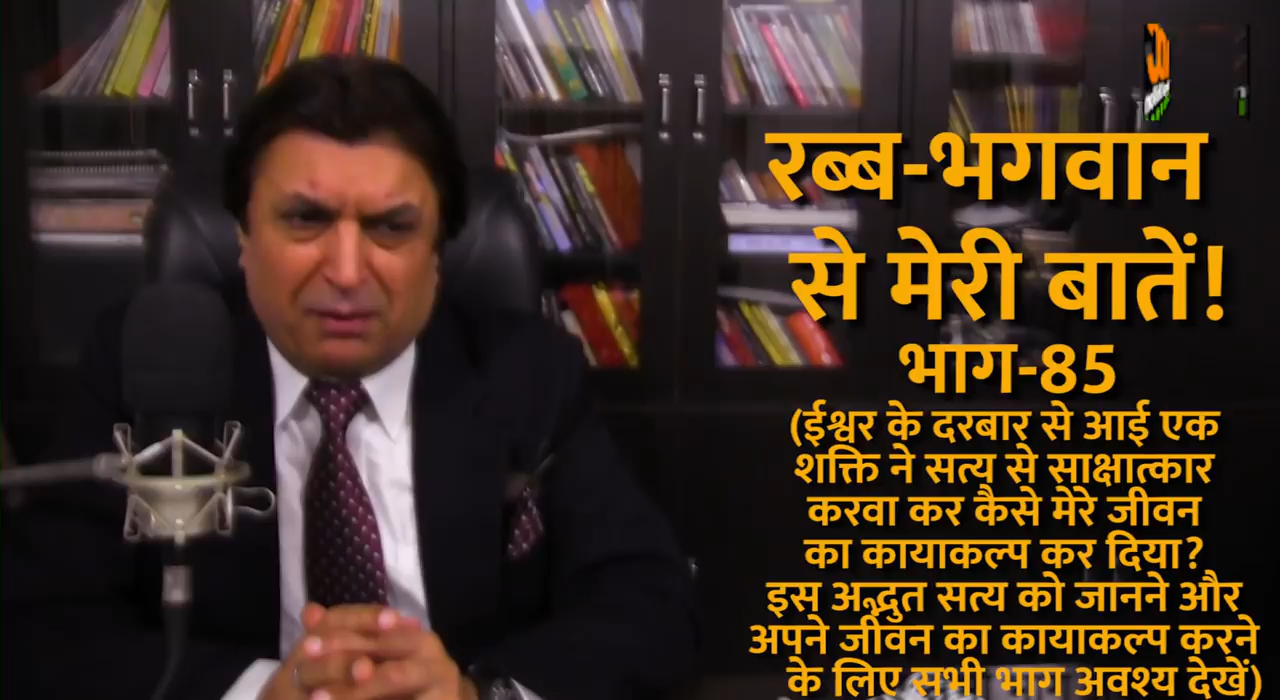 रब्ब-भगवान
से मेरी बातें!
भाग-85
(ईश्वर के दरबार से आई एक
शक्ति ने सत्य से साक्षात्कार
करवा कर कैसे मेरे जीवन
का कायाकल्प कर दिया?
इस अद्भुत सत्य को जानने और
अपने जीवन का कायाकल्प करने
के लिए सभी भाग अवश्य देखें)